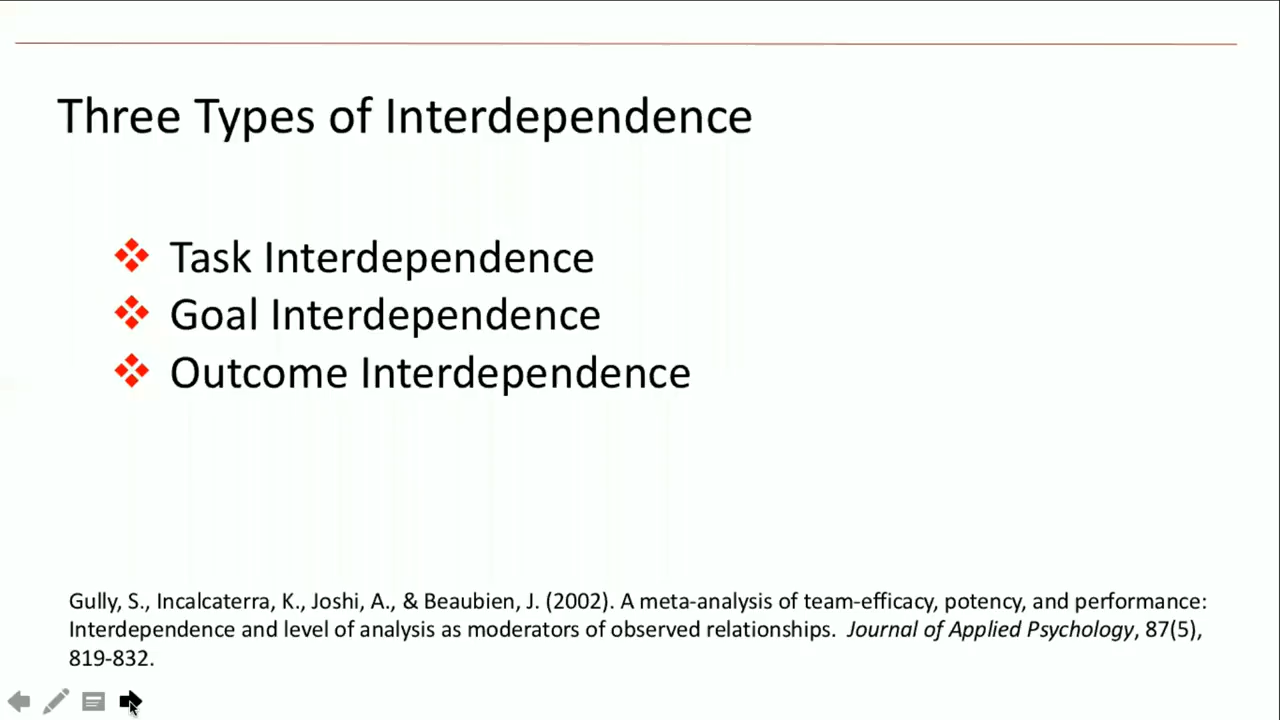 Three Types of Interdependence
❖ Task Interdependence
❖ Goal Interdependence
❖ Outcome Interdependence
Gully, S., Incalcaterra, K., Joshi, A., & Beaubien, J. (2002). A meta-analysis of team-efficacy, potency, and performance:
Interdependence and level of analysis as moderators of observed relationships. Journal of Applied Psychology, 87(5),
819-832.